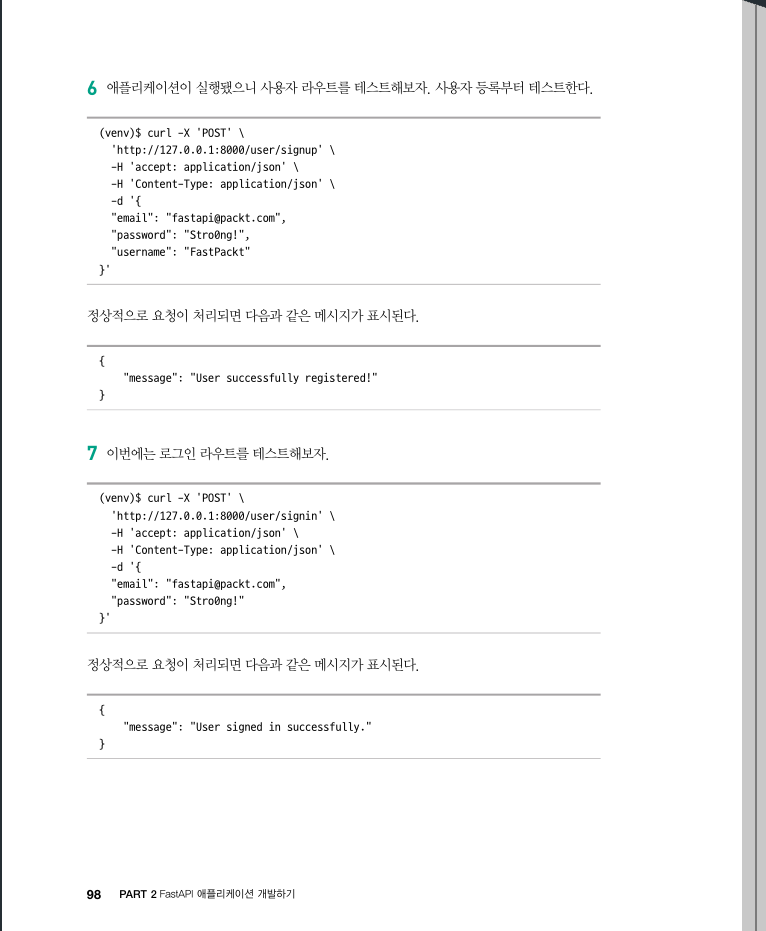 6 애플리케이션이 실행됐으니 사용자 라우트를 테스트해보자. 사용자 등록부터 테스트한다.
(venv)$ curl -X 'POST' \
'http://127.0.0.1:8000/user/signup' \
-H 'accept: application/json' \
-H 'Content-Type: application/json' \
-d '{
"email": "fastapi@packt.com",
"password": "Stro0ng!",
"username": "FastPackt"
}'
정상적으로 요청이 처리되면 다음과 같은 메시지가 표시된다.
{
"message": "User successfully registered!"
}
7 이번에는 로그인 라우트를 테스트해보자.
(venv)$ curl -X 'POST' \
'http://127.0.0.1:8000/user/signin' \
-H 'accept: application/json' \
-H 'Content-Type: application/json' \
-d '{
"email": "fastapi@packt.com",
"password": "Stro0ng!"
}'
정상적으로 요청이 처리되면 다음과 같은 메시지가 표시된다.
{
"message": "User signed in successfully."
}
98 PART 2 FastAPI 애플리케이션 개발하기